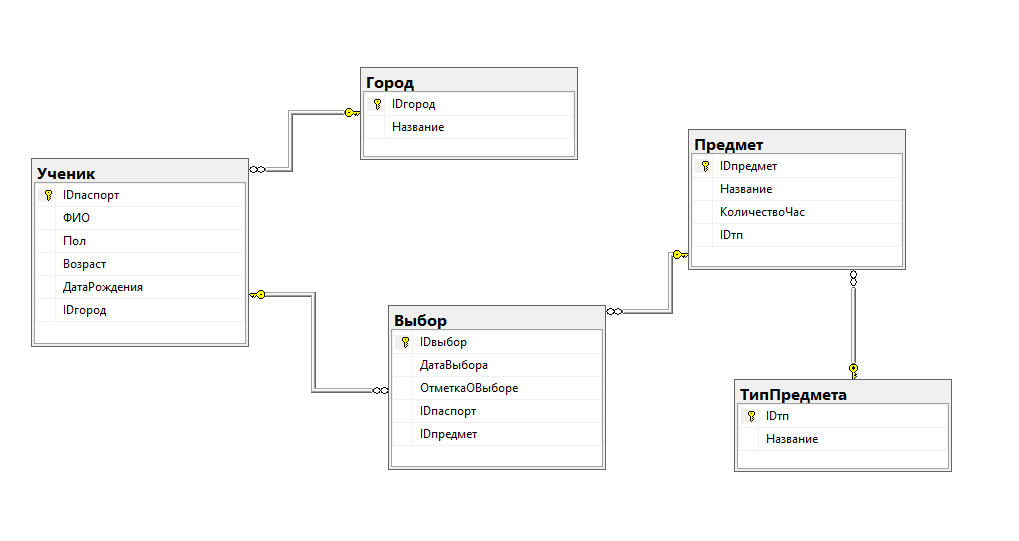 Город
IDгород
Название
Ученик
IDпаспорт
ФИО
Пол
Возраст
ДатаРождения
IDгород
Предмет
IDпредмет
Название
КоличествоЧас
IDтп
Выбор
IDвыбор
ДатаВыбора
ОтметкаОВыборе
IDпаспорт
IDпредмет
ТипПредмета
IDтп
Название